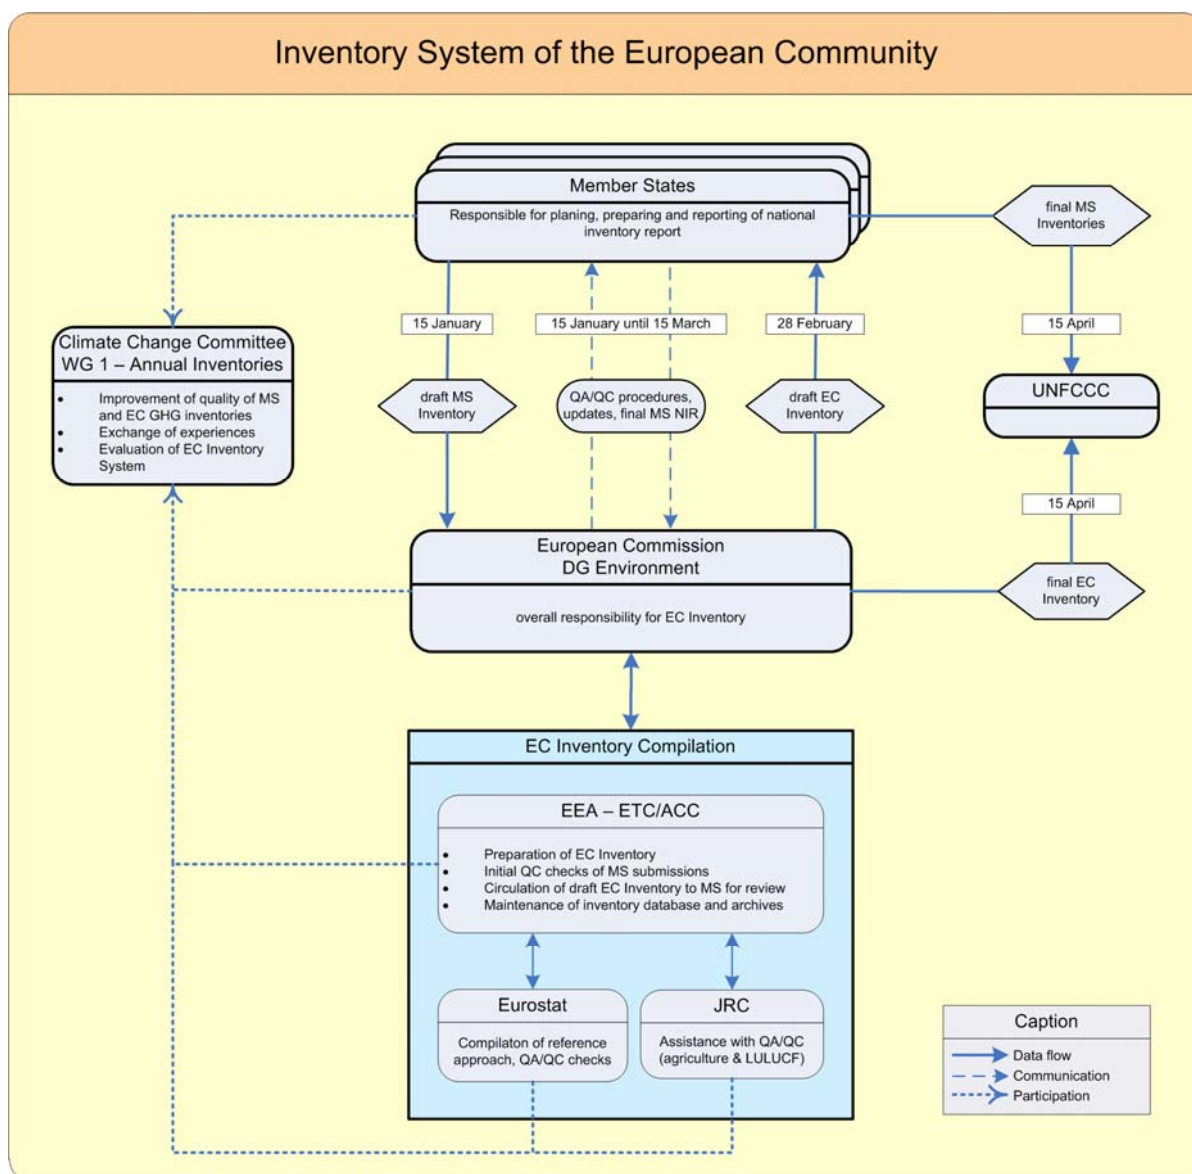 Inventory System of the European Community
Member States
Responsible for planing, preparing and reporting of national
inventory report
final MS
Inventories
15 January
15 January until 15 March
28 February
15 April
Climate Change Committee
WG 1 – Annual Inventories
• Improvement of quality of MS
and EC GHG inventories
• Exchange of experiences
• Evaluation of EC Inventory
System
draft MS
Inventory
QA/QC procedures,
updates, final MS NIR
draft EC
Inventory
UNFCCC
15 April
European Commission
DG Environment
overall responsibility for EC Inventory
final EC
Inventory
EC Inventory Compilation
EEA – ETC/ACC
• Preparation of EC Inventory
• Initial QC checks of MS submissions
• Circulation of draft EC Inventory to MS for review
• Maintenance of inventory database and archives
Eurostat
Compilaton of reference
approach, QA/QC checks
JRC
Assistance with QA/QC
(agriculture & LULUCF)
Caption
Data flow
Communication
Participation